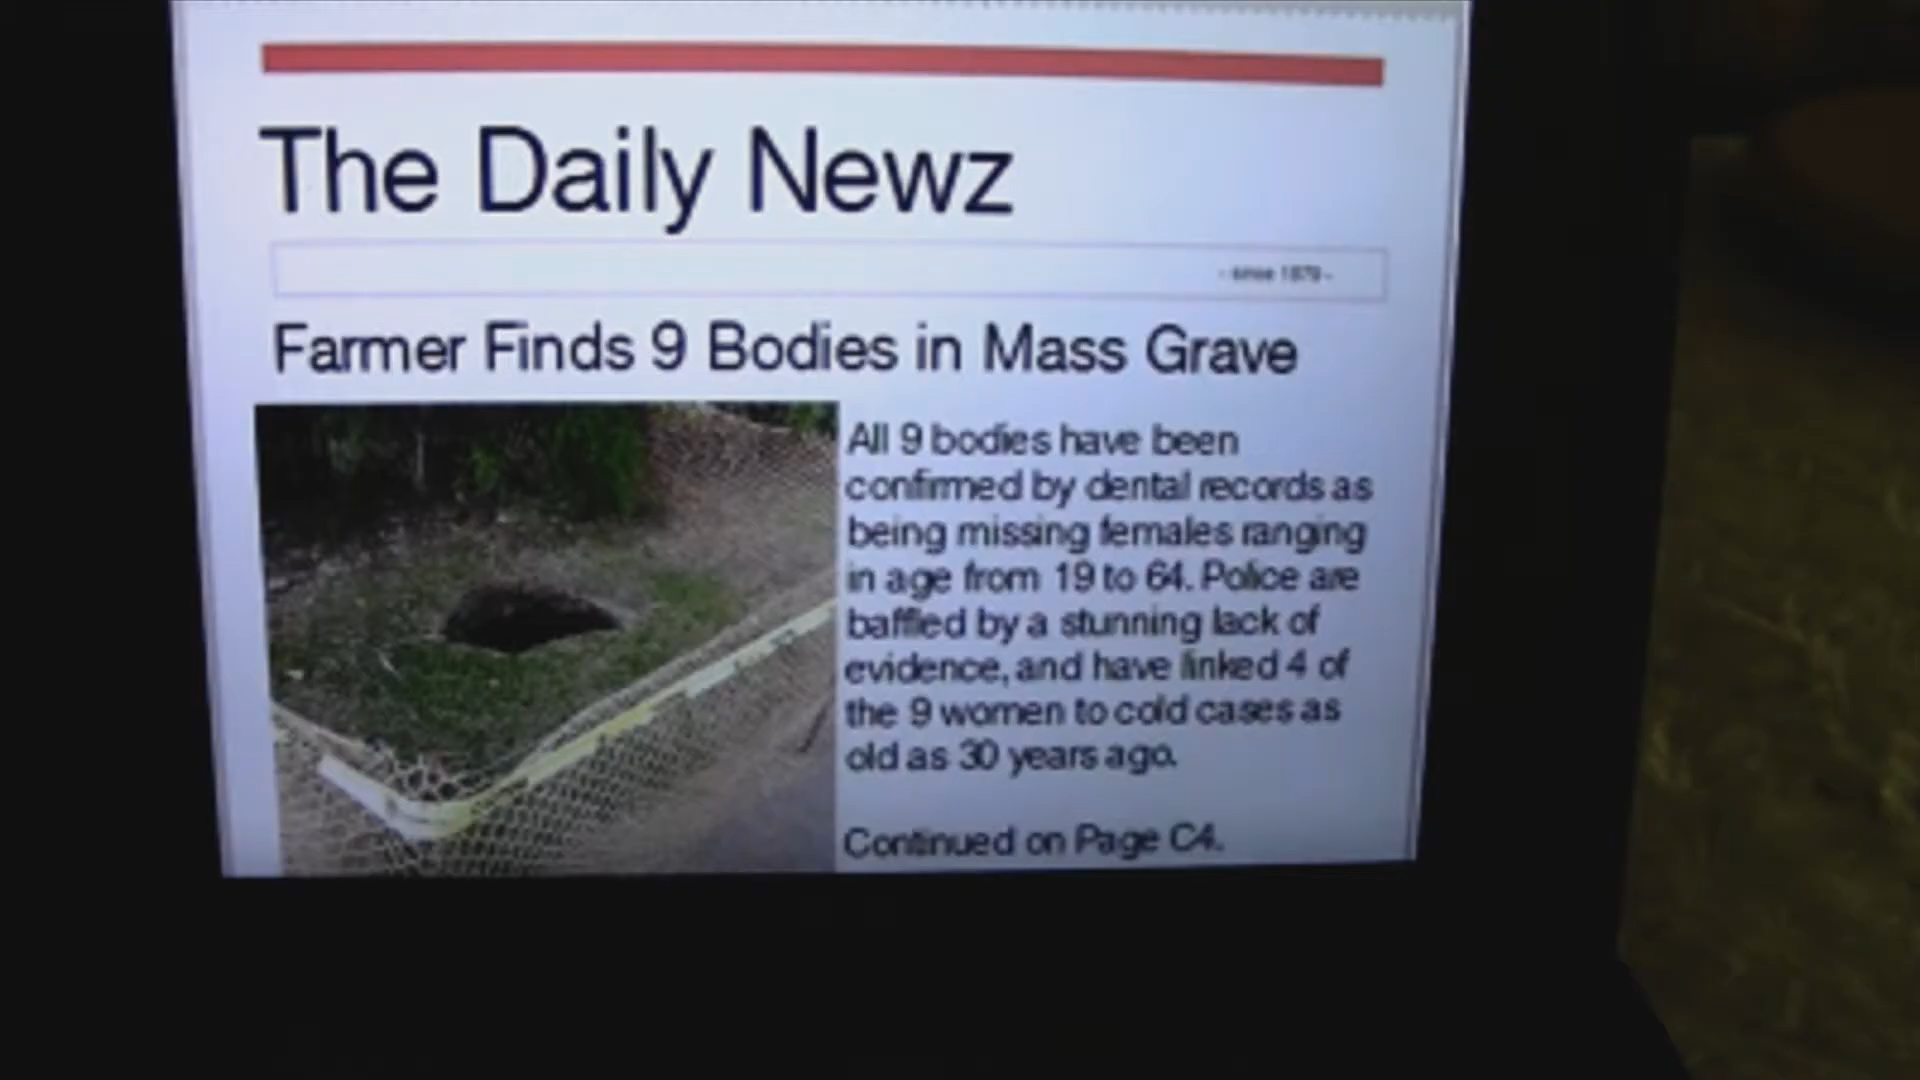 The Daily Newz
- since 1879 -
Farmer Finds 9 Bodies in Mass Grave
All 9 bodies have been
confirmed by dental records as
being missing females ranging
in age from 19 to 64. Police are
baffled by a stunning lack of
evidence, and have linked 4 of
the 9 women to cold cases as
old as 30 years ago.
Continued on Page C4.